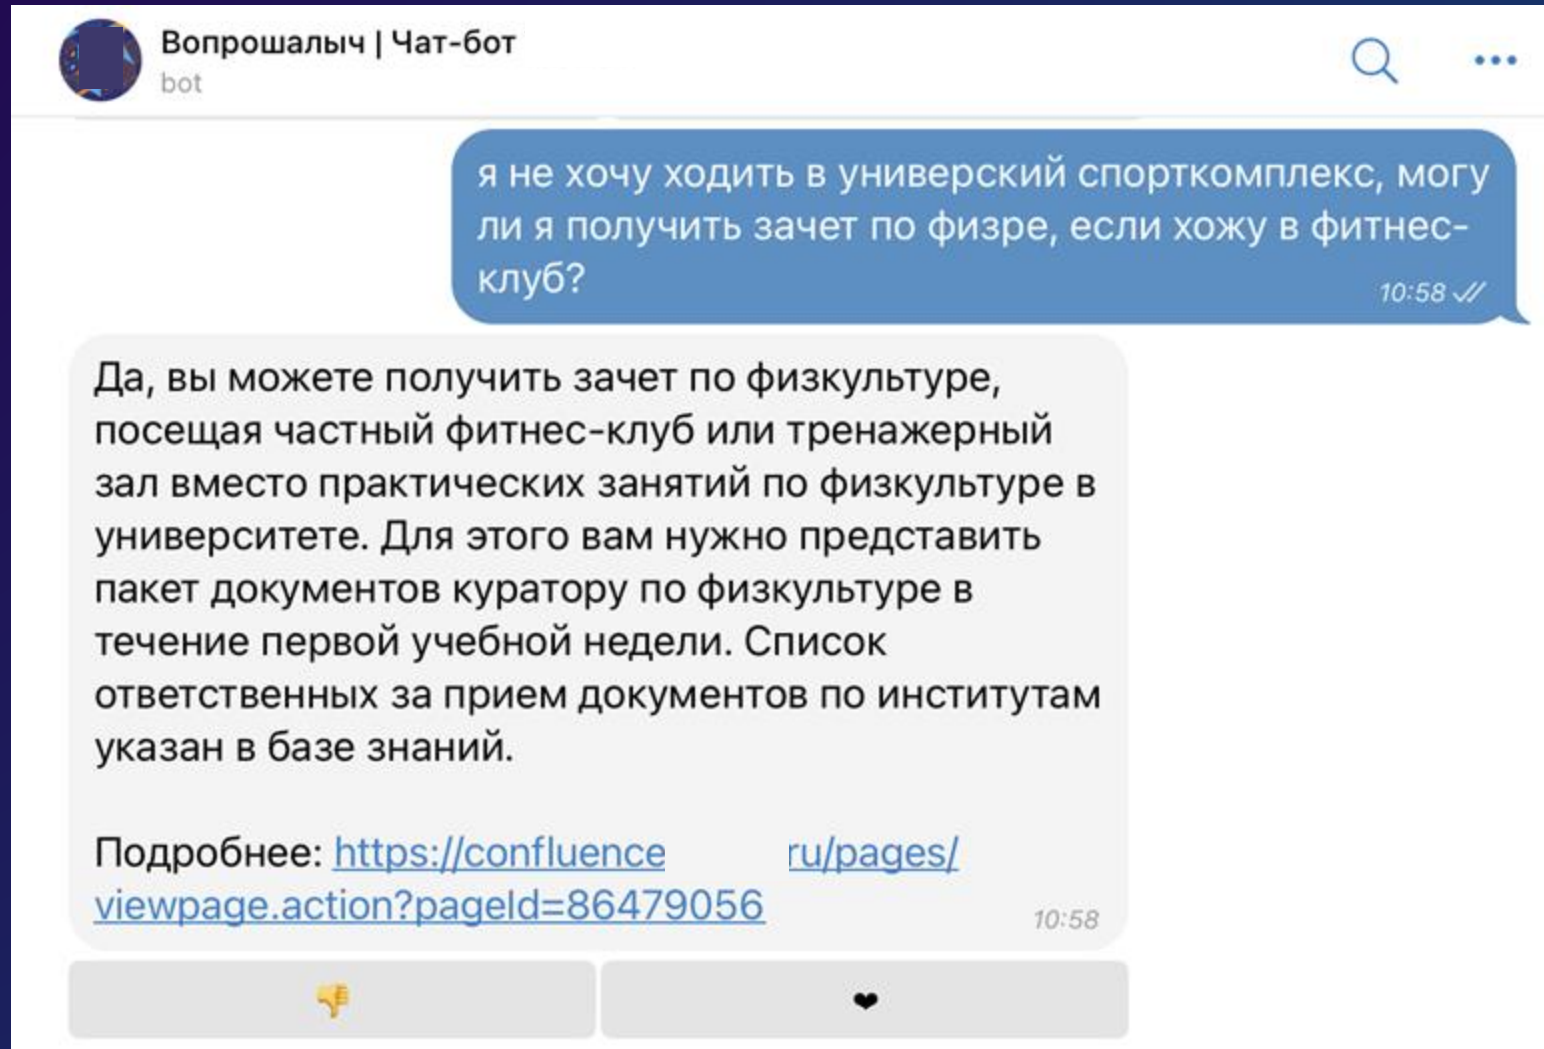 Вопрошалыч | Чат-бот
bot
я не хочу ходить в универский спорткомплекс, могу
ли я получить зачет по физре, если хожу в фитнес-
клуб?
10:58
Да, вы можете получить зачет по физкультуре,
посещая частный фитнес-клуб или тренажерный
зал вместо практических занятий по физкультуре в
университете. Для этого вам нужно представить
пакет документов куратору по физкультуре в
течение первой учебной недели. Список
ответственных за прием документов по институтам
указан в базе знаний.
Подробнее: https://confluence ru/pages/
viewpage.action?pageId=86479056
10:58